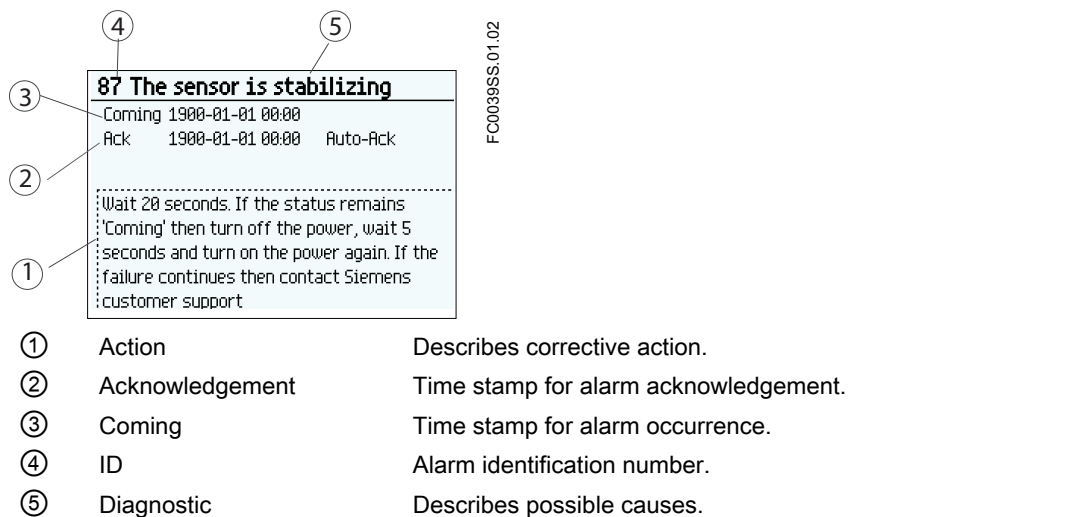 ④ ⑤
FC0039SS.01.02
87 The sensor is stabilizing
③
Coming 1900-01-01 00:00
Ack 1900-01-01 00:00 Auto-Ack
②
Wait 20 seconds. If the status remains
'Coming' then turn off the power, wait 5
seconds and turn on the power again. If the
failure continues then contact Siemens
customer support
①
① Action Describes corrective action.
② Acknowledgement Time stamp for alarm acknowledgement.
③ Coming Time stamp for alarm occurrence.
④ ID Alarm identification number.
⑤ Diagnostic Describes possible causes.